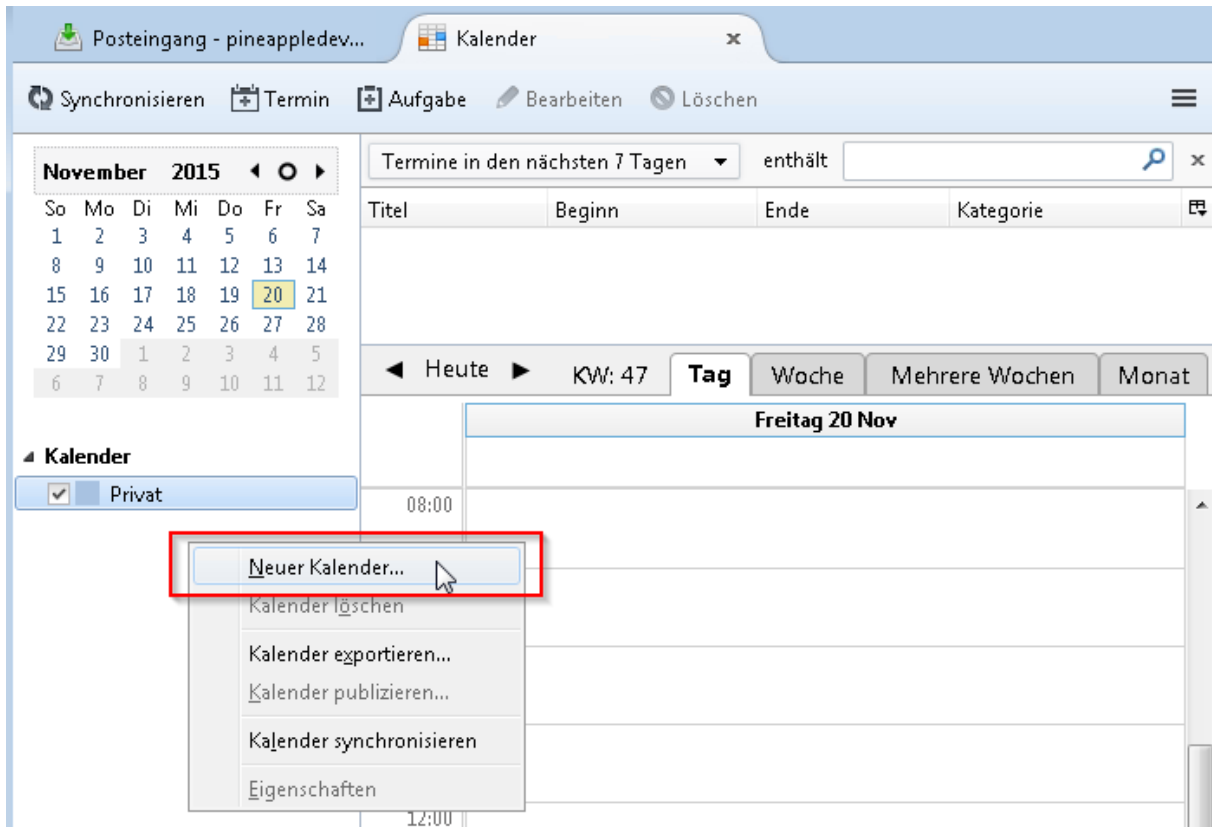 Posteingang - pineappledev... Kalender
Synchronisieren Termin Aufgabe Bearbeiten Löschen
November 2015
So Mo Di Mi Do Fr Sa
1 2 3 4 5 6 7
8 9 10 11 12 13 14
15 16 17 18 19 20 21
22 23 24 25 26 27 28
29 30 1 2 3 4 5
6 7 8 9 10 11 12
Kalender
Privat
Termine in den nächsten 7 Tagen enthält
Titel Beginn Ende Kategorie
Heute KW: 47 Tag Woche Mehrere Wochen Monat
Freitag 20 Nov
08:00
Neuer Kalender...
Kalender löschen
Kalender exportieren...
Kalender publizieren...
Kalender synchronisieren
Eigenschaften
12:00